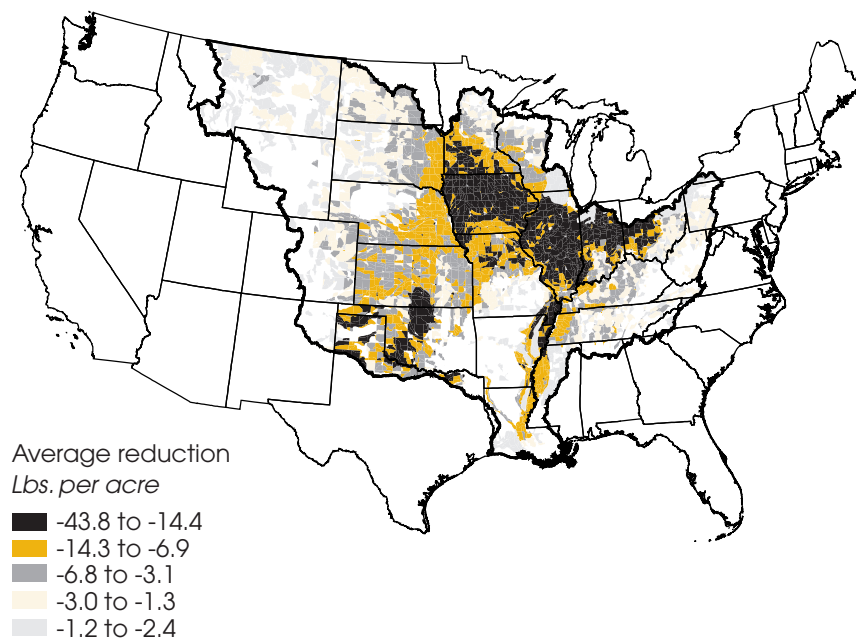 Average reduction
Lbs. per acre
-43.8 to -14.4
-14.3 to -6.9
-6.8 to -3.1
-3.0 to -1.3
-1.2 to -2.4